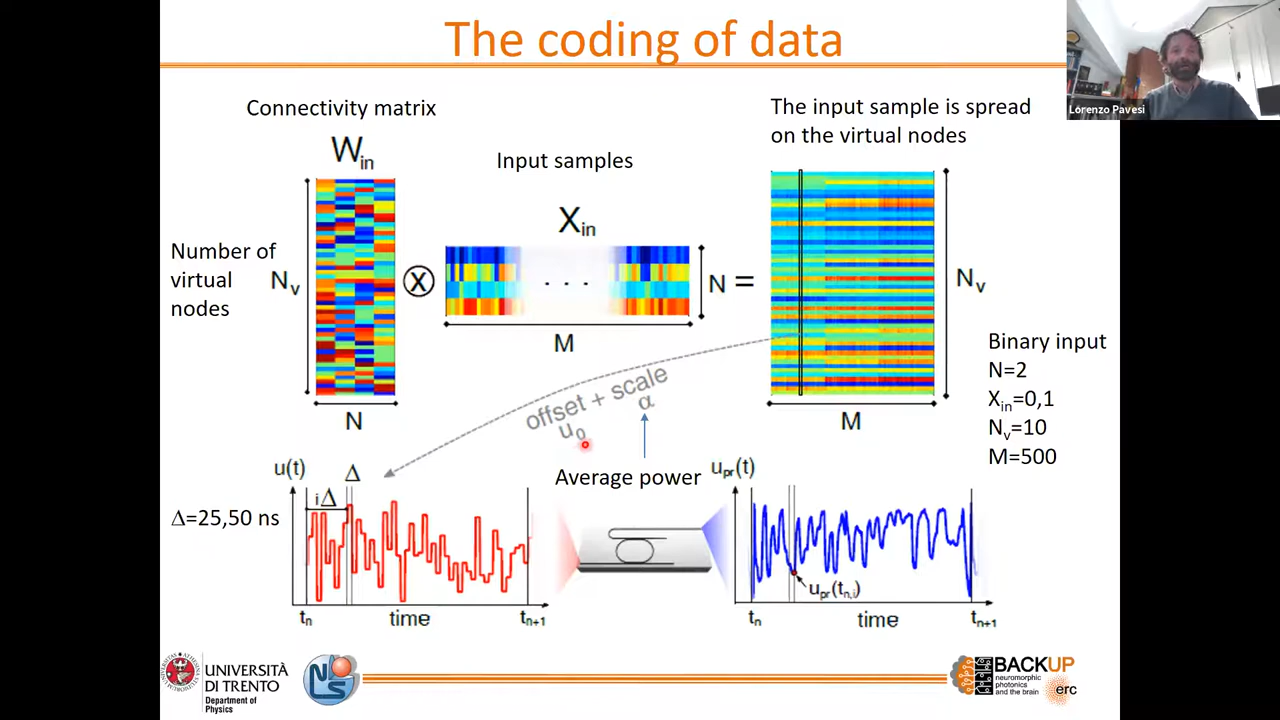 The coding of data
Lorenzo Pavesi
Connectivity matrix
W_in
Input samples
X_in
The input sample is spread
on the virtual nodes
Number of
virtual
nodes
N_v
N
M
N =
N_v
M
Binary input
N=2
X_in=0,1
N_v=10
M=500
offset + scale
u_0
α
Average power
u(t)
Δ
iΔ
Δ=25,50 ns
t_n
time
t_n+1
u_pr(t)
u_pr(t_n,i)
t_n
time
t_n+1
UNIVERSITÀ
DI TRENTO
Department of
Physics
NLS
BACKUP
neuromorphic
photonics
and the brain
erc